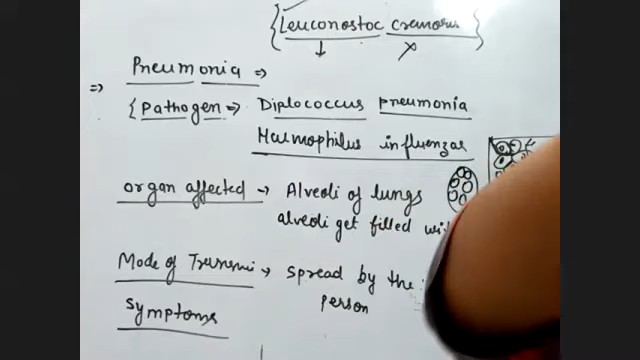 {Leuconostoc cremoris}
↓ ×
⇒ Pneumonia ⇒
{Pathogen ⇒ Diplococcus pneumonia
Haemophilus influenzae
organ affected → Alveoli of lungs
alveoli get filled
Mode of Transmi → Spread by the
person
Symptoms